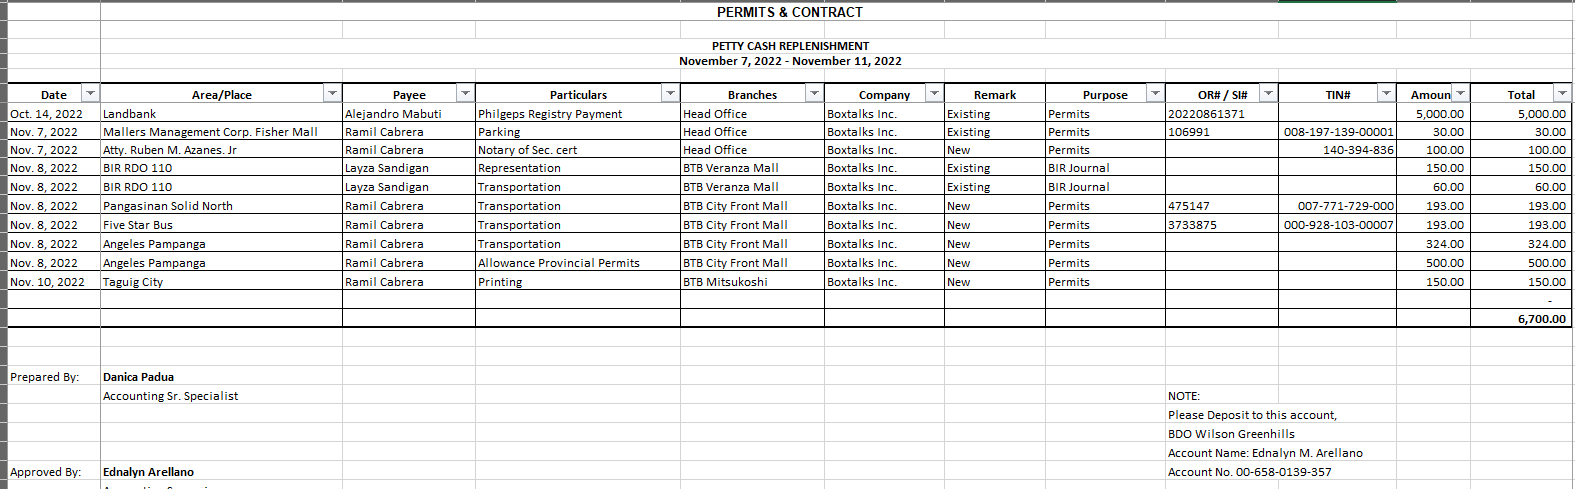 PERMITS & CONTRACT
PETTY CASH REPLENISHMENT
November 7, 2022 - November 11, 2022
Date Area/Place Payee Particulars Branches Company Remark Purpose OR# / SI# TIN# Amoun Total
Oct. 14, 2022 Landbank Alejandro Mabuti Philgeps Registry Payment Head Office Boxtalks Inc. Existing Permits 20220861371 5,000.00 5,000.00
Nov. 7, 2022 Mallers Management Corp. Fisher Mall Ramil Cabrera Parking Head Office Boxtalks Inc. Existing Permits 106991 008-197-139-00001 30.00 30.00
Nov. 7, 2022 Atty. Ruben M. Azanes. Jr Ramil Cabrera Notary of Sec. cert Head Office Boxtalks Inc. New Permits 140-394-836 100.00 100.00
Nov. 8, 2022 BIR RDO 110 Layza Sandigan Representation BTB Veranza Mall Boxtalks Inc. Existing BIR Journal 150.00 150.00
Nov. 8, 2022 BIR RDO 110 Layza Sandigan Transportation BTB Veranza Mall Boxtalks Inc. Existing BIR Journal 60.00 60.00
Nov. 8, 2022 Pangasinan Solid North Ramil Cabrera Transportation BTB City Front Mall Boxtalks Inc. New Permits 475147 007-771-729-000 193.00 193.00
Nov. 8, 2022 Five Star Bus Ramil Cabrera Transportation BTB City Front Mall Boxtalks Inc. New Permits 3733875 000-928-103-00007 193.00 193.00
Nov. 8, 2022 Angeles Pampanga Ramil Cabrera Transportation BTB City Front Mall Boxtalks Inc. New Permits 324.00 324.00
Nov. 8, 2022 Angeles Pampanga Ramil Cabrera Allowance Provincial Permits BTB City Front Mall Boxtalks Inc. New Permits 500.00 500.00
Nov. 10, 2022 Taguig City Ramil Cabrera Printing BTB Mitsukoshi Boxtalks Inc. New Permits 150.00 150.00
-
6,700.00
Prepared By: Danica Padua
Accounting Sr. Specialist NOTE:
Please Deposit to this account,
BDO Wilson Greenhills
Account Name: Ednalyn M. Arellano
Approved By: Ednalyn Arellano Account No. 00-658-0139-357